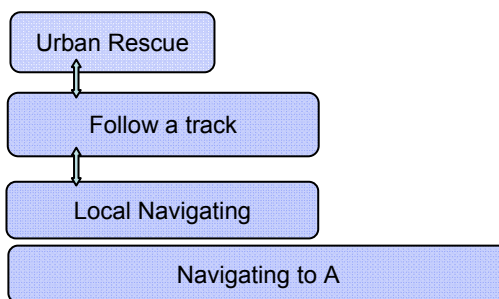 Urban Rescue
Follow a track
Local Navigating
Navigating to A